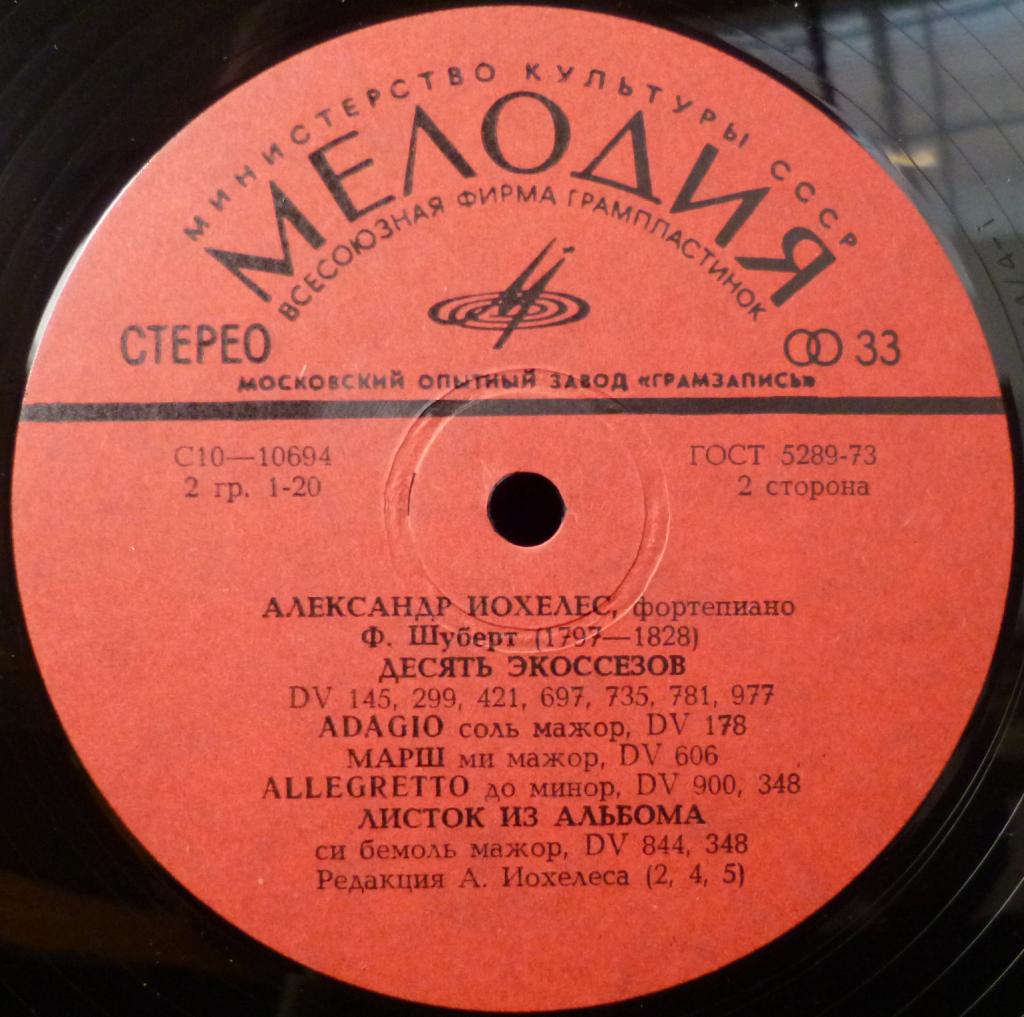 МИНИСТЕРСТВО КУЛЬТУРЫ СССР
МЕЛОДИЯ
ВСЕСОЮЗНАЯ ФИРМА ГРАМПЛАСТИНОК
СТЕРЕО
33
МОСКОВСКИЙ ОПЫТНЫЙ ЗАВОД «ГРАМЗАПИСЬ»
С10—10694
ГОСТ 5289-73
2 гр. 1-20
2 сторона
АЛЕКСАНДР ИОХЕЛЕС, фортепиано
Ф. Шуберт (1797—1828)
ДЕСЯТЬ ЭКОССЕЗОВ
DV 145, 299, 421, 697, 735, 781, 977
ADAGIO соль мажор, DV 178
МАРШ ми мажор, DV 606
ALLEGRETTO до минор, DV 900, 348
ЛИСТОК ИЗ АЛЬБОМА
си бемоль мажор, DV 844, 348
Редакция А. Иохелеса (2, 4, 5)